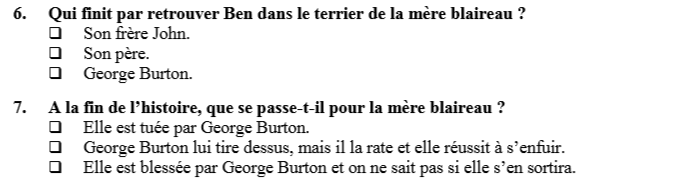 6. Qui finit par retrouver Ben dans le terrier de la mère blaireau ?
❑ Son frère John.
❑ Son père.
❑ George Burton.
7. A la fin de l’histoire, que se passe-t-il pour la mère blaireau ?
❑ Elle est tuée par George Burton.
❑ George Burton lui tire dessus, mais il la rate et elle réussit à s’enfuir.
❑ Elle est blessée par George Burton et on ne sait pas si elle s’en sortira.